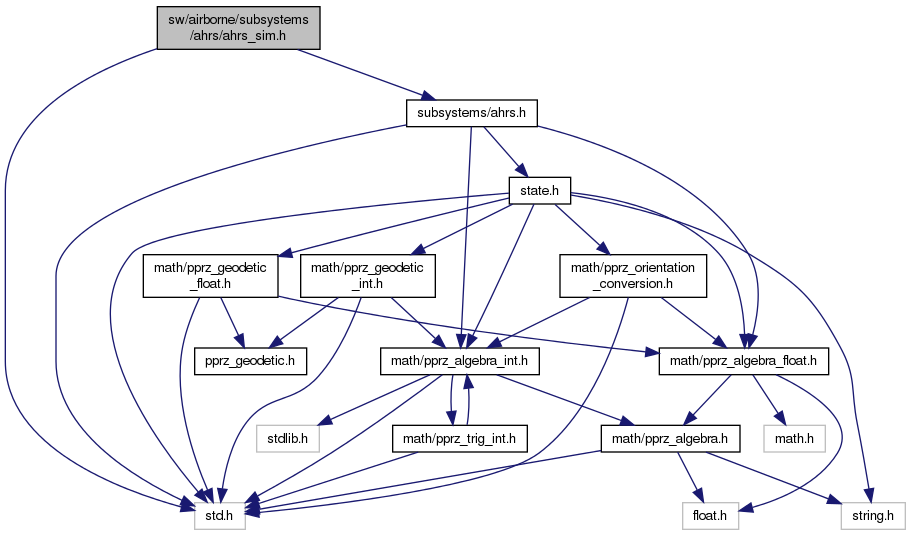 sw/airborne/subsystems
/ahrs/ahrs_sim.h
subsystems/ahrs.h
state.h
math/pprz_geodetic
_float.h
math/pprz_geodetic
_int.h
math/pprz_orientation
_conversion.h
pprz_geodetic.h
math/pprz_algebra_int.h
math/pprz_algebra_float.h
stdlib.h
math/pprz_trig_int.h
math/pprz_algebra.h
math.h
std.h
float.h
string.h